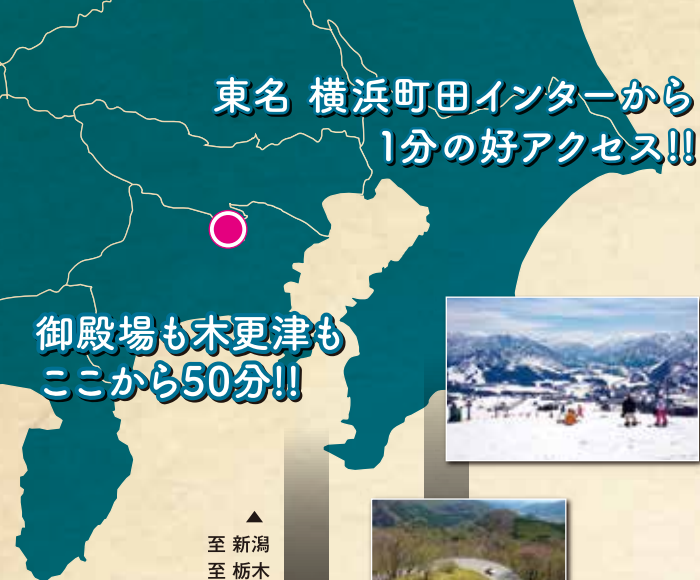 東名 横浜町田インターから
1分の好アクセス!!
御殿場も木更津も
ここから50分!!
▲
至 新潟
至 栃木